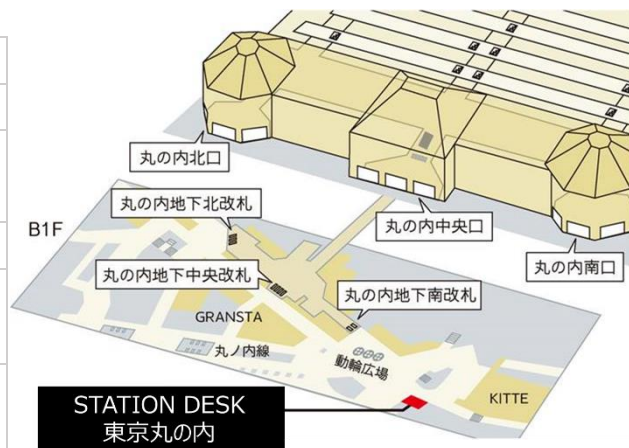 丸の内北口
丸の内地下北改札
丸の内中央口
B1F
丸の内南口
丸の内地下中央改札
丸の内地下南改札
GRANSTA
丸ノ内線
動輪広場
KITTE
STATION DESK
東京丸の内